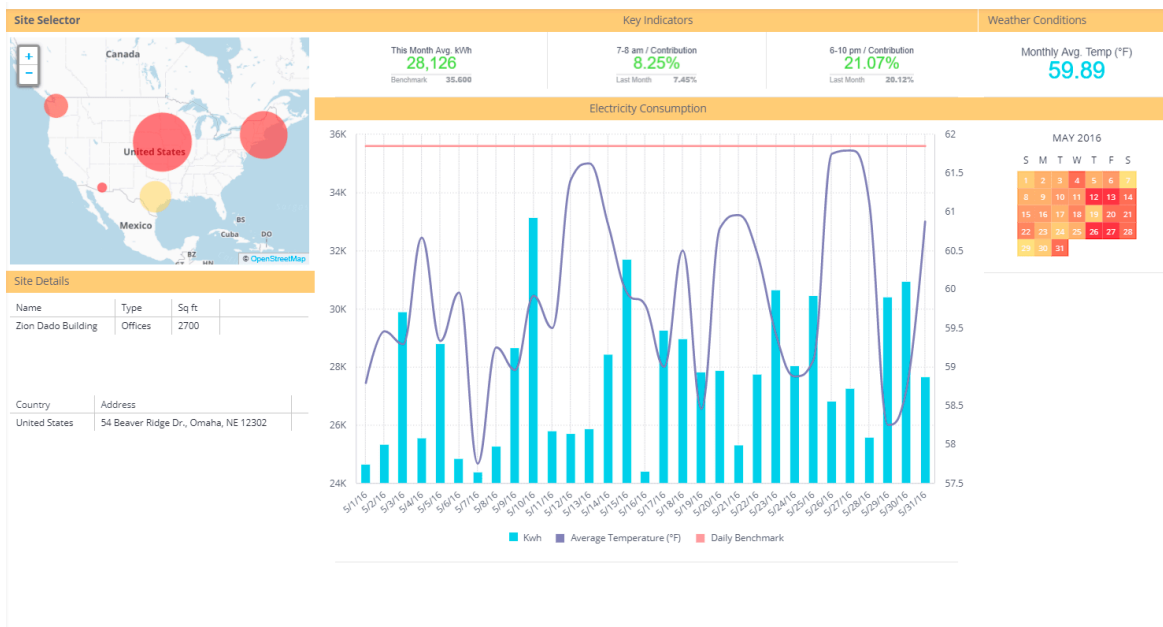 Site Selector
Key Indicators
Weather Conditions
+
−
Canada
United States
Mexico
BS
Cuba
DO
BZ
HN
© OpenStreetMap
This Month Avg. kWh
28,126
Benchmark 35.600
7-8 am / Contribution
8.25%
Last Month 7.45%
6-10 pm / Contribution
21.07%
Last Month 20.12%
Monthly Avg. Temp (°F)
59.89
Electricity Consumption
36K
34K
32K
30K
28K
26K
24K
62
61.5
61
60.5
60
59.5
59
58.5
58
57.5
5/1/16 5/2/16 5/3/16 5/4/16 5/5/16 5/6/16 5/7/16 5/8/16 5/9/16 5/10/16 5/11/16 5/12/16 5/13/16 5/14/16 5/15/16 5/16/16 5/17/16 5/18/16 5/19/16 5/20/16 5/21/16 5/22/16 5/23/16 5/24/16 5/25/16 5/26/16 5/27/16 5/28/16 5/29/16 5/30/16 5/31/16
Kwh Average Temperature (°F) Daily Benchmark
MAY 2016
S M T W T F S
1 2 3 4 5 6 7
8 9 10 11 12 13 14
15 16 17 18 19 20 21
22 23 24 25 26 27 28
29 30 31
Site Details
Name Type Sq ft
Zion Dado Building Offices 2700
Country Address
United States 54 Beaver Ridge Dr., Omaha, NE 12302